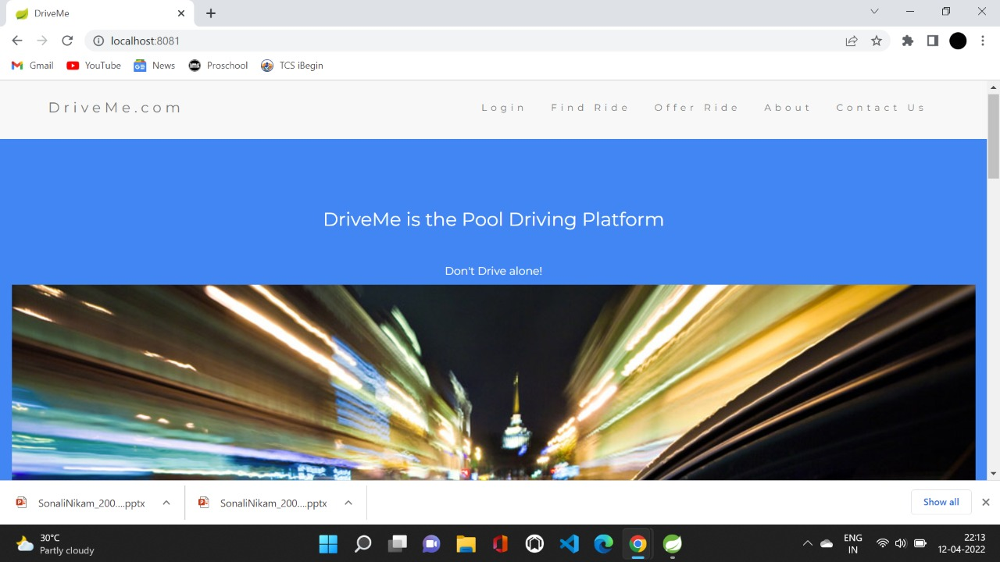 DriveMe
localhost:8081
Gmail
YouTube
News
Proschool
TCS iBegin
DriveMe.com
Login
Find Ride
Offer Ride
About
Contact Us
DriveMe is the Pool Driving Platform
Don't Drive alone!
SonaliNikam_200....pptx
SonaliNikam_200....pptx
Show all
30°C
Partly cloudy
ENG
IN
22:13
12-04-2022